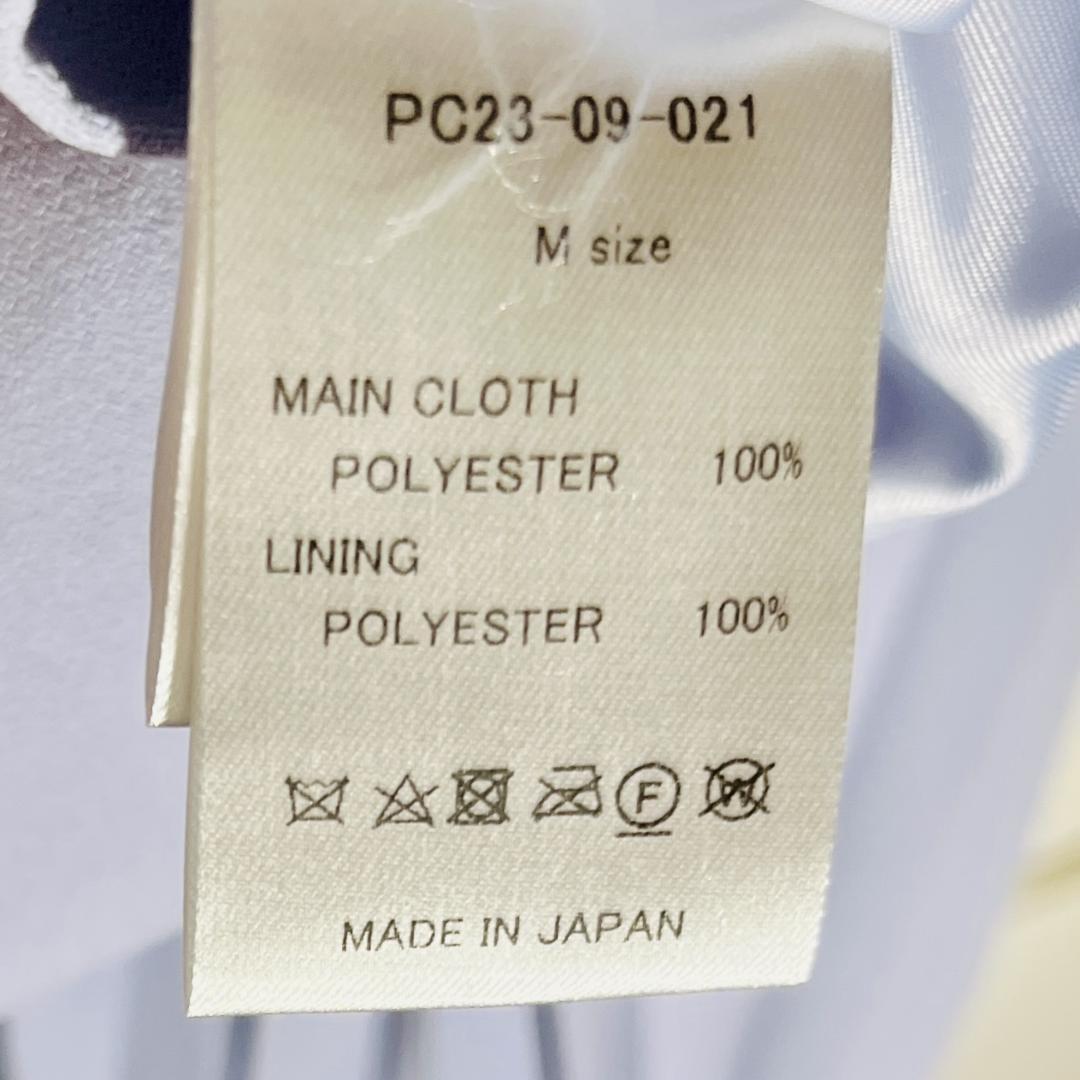 PC23-09-021
M size
MAIN CLOTH
POLYESTER 100%
LINING
POLYESTER 100%
F W
MADE IN JAPAN